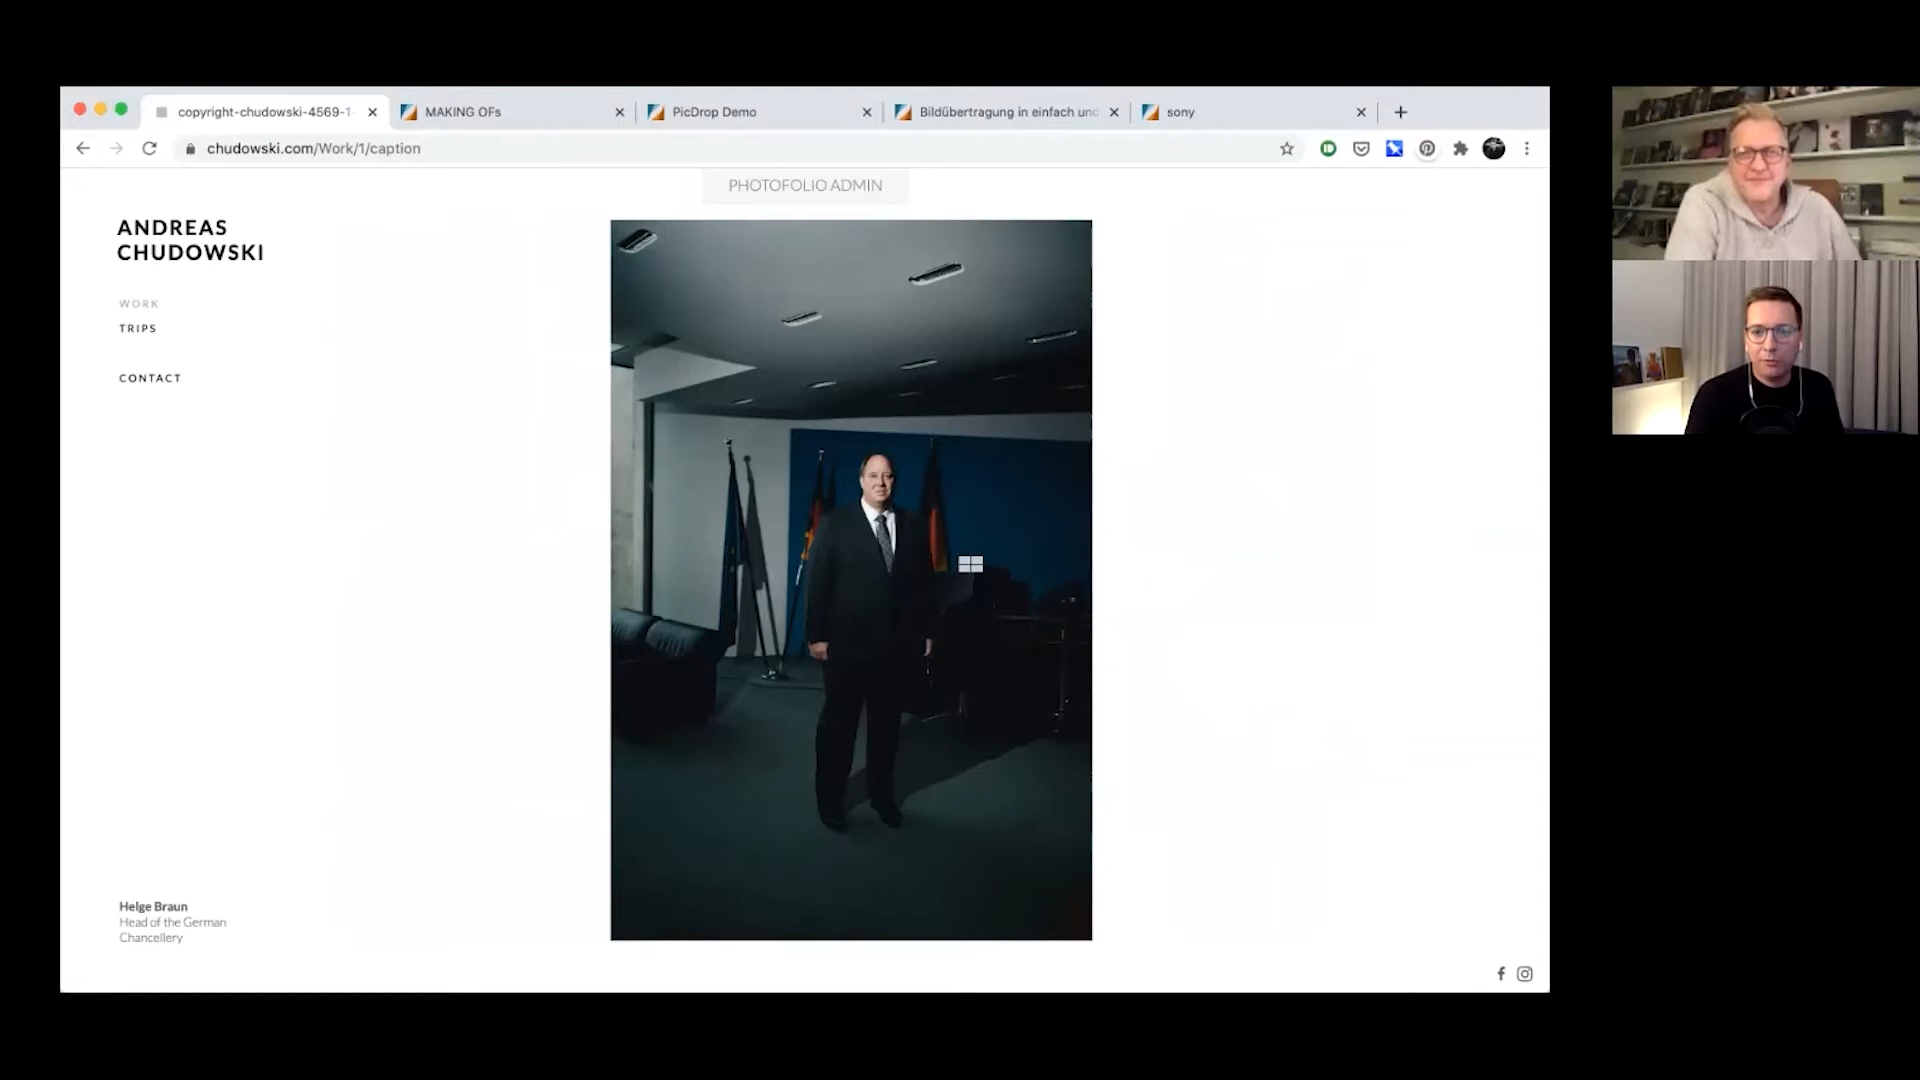 copyright-chudowski-4569-1-
MAKING OFs
PicDrop Demo
Bildübertragung in einfach und
sony
chudowski.com/Work/1/caption
PHOTOFOLIO ADMIN
ANDREAS
CHUDOWSKI
WORK
TRIPS
CONTACT
Helge Braun
Head of the German
Chancellery